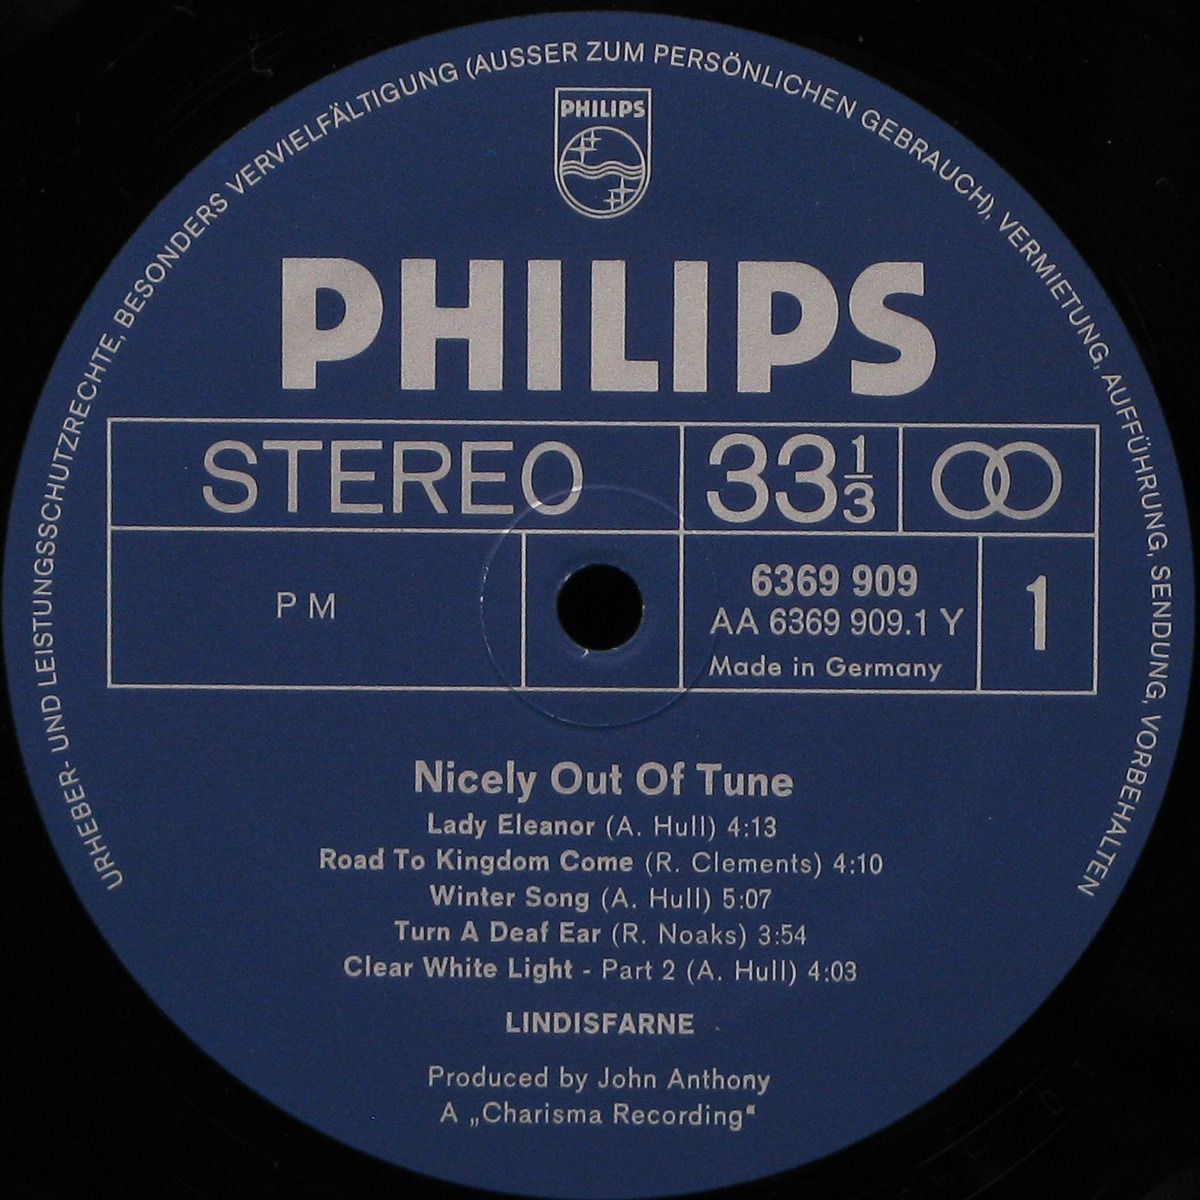 URHEBER- UND LEISTUNGSSCHUTZRECHTE, BESONDERS VERVIELFÄLTIGUNG (AUSSER ZUM PERSÖNLICHEN GEBRAUCH), VERMIETUNG, AUFFÜHRUNG, SENDUNG, VORBEHALTEN
PHILIPS
PHILIPS
STEREO 33 1/3
PM
6369 909
AA 6369 909.1 Y
Made in Germany
1
Nicely Out Of Tune
Lady Eleanor (A. Hull) 4:13
Road To Kingdom Come (R. Clements) 4:10
Winter Song (A. Hull) 5:07
Turn A Deaf Ear (R. Noaks) 3:54
Clear White Light - Part 2 (A. Hull) 4:03
LINDISFARNE
Produced by John Anthony
A „Charisma Recording“